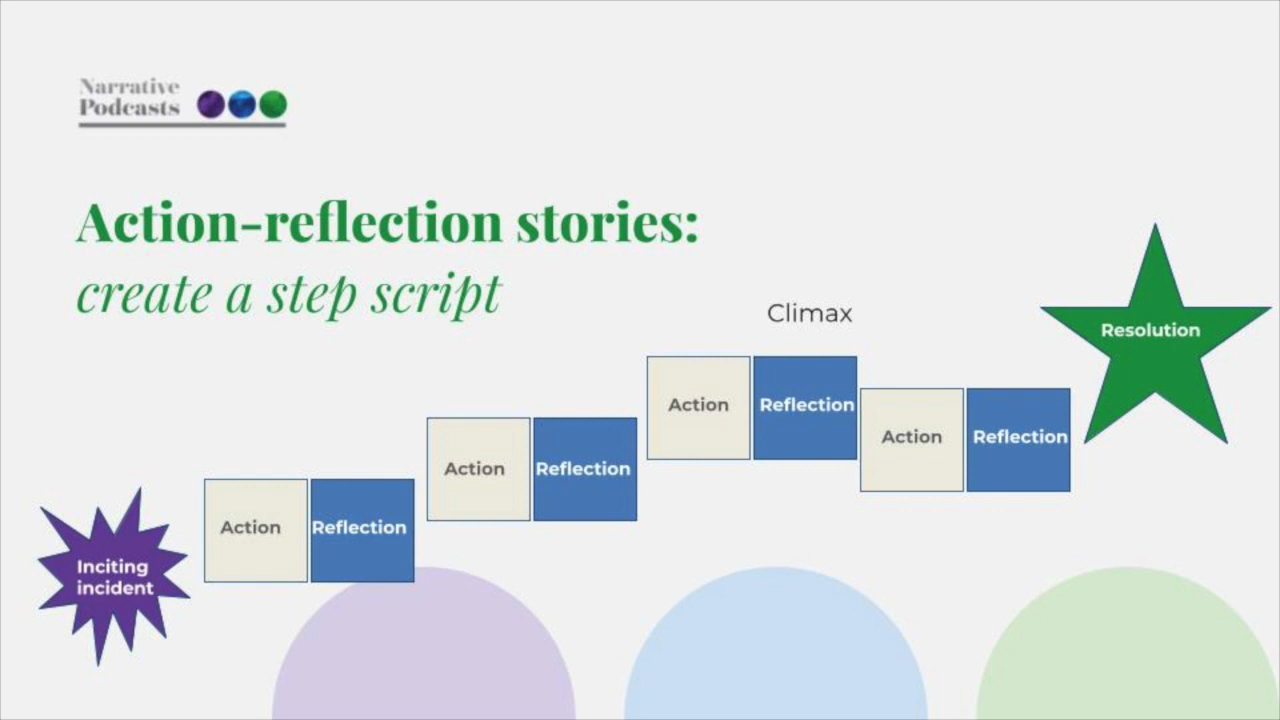 Narrative
Podcasts
Action-reflection stories:
create a step script
Climax
Resolution
Action
Reflection
Action
Reflection
Action
Reflection
Action
Reflection
Inciting
incident